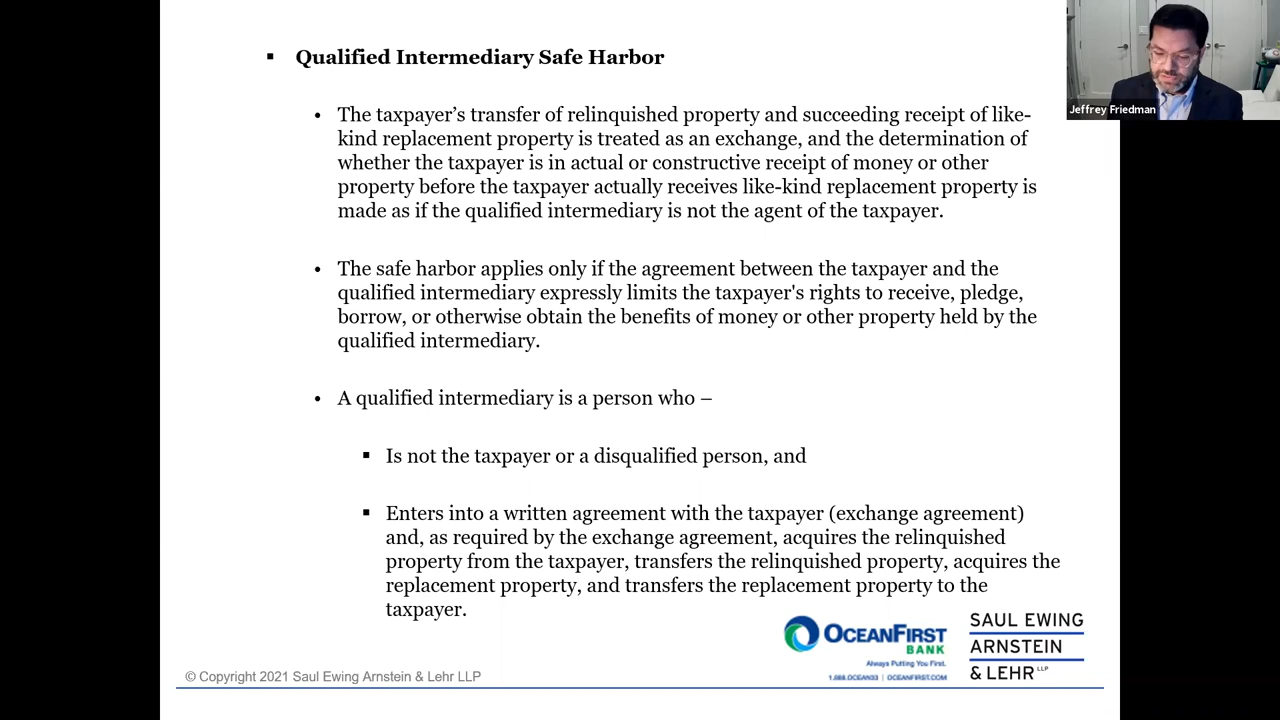 Qualified Intermediary Safe Harbor
The taxpayer’s transfer of relinquished property and succeeding receipt of like-
kind replacement property is treated as an exchange, and the determination of
whether the taxpayer is in actual or constructive receipt of money or other
property before the taxpayer actually receives like-kind replacement property is
made as if the qualified intermediary is not the agent of the taxpayer.
The safe harbor applies only if the agreement between the taxpayer and the
qualified intermediary expressly limits the taxpayer's rights to receive, pledge,
borrow, or otherwise obtain the benefits of money or other property held by the
qualified intermediary.
A qualified intermediary is a person who –
Is not the taxpayer or a disqualified person, and
Enters into a written agreement with the taxpayer (exchange agreement)
and, as required by the exchange agreement, acquires the relinquished
property from the taxpayer, transfers the relinquished property, acquires the
replacement property, and transfers the replacement property to the
taxpayer.
Jeffrey Friedman
OCEANFIRST
BANK
Always Putting You First.
1.888.OCEAN33 | OCEANFIRST.COM
SAUL EWING
ARNSTEIN
& LEHR LLP
© Copyright 2021 Saul Ewing Arnstein & Lehr LLP